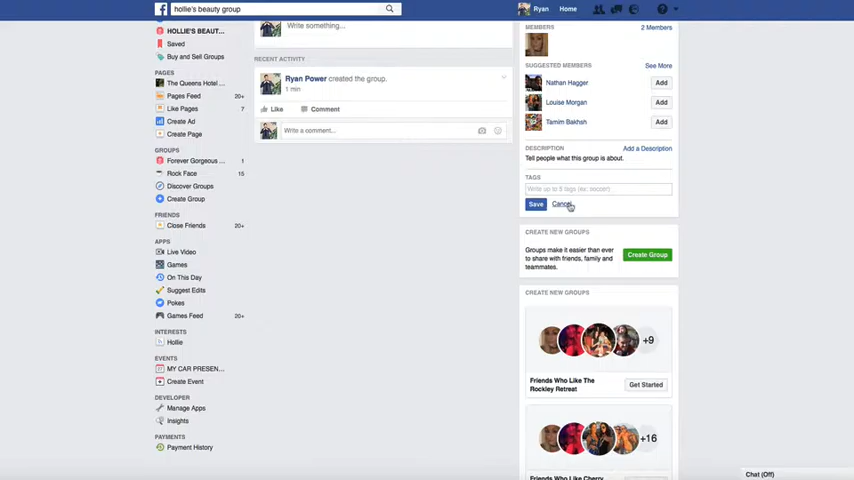 hollie's beauty group
Ryan
Home
HOLLIE'S BEAUT...
Saved
Buy and Sell Groups
PAGES
The Queens Hotel ...
Pages Feed 20+
Like Pages 7
Create Ad
Create Page
GROUPS
Forever Gorgeous ... 1
Rock Face 15
Discover Groups
Create Group
FRIENDS
Close Friends 20+
APPS
Live Video
Games
On This Day
Suggest Edits
Pokes
Games Feed 20+
INTERESTS
Hollie
EVENTS
MY CAR PRESEN...
Create Event
DEVELOPER
Manage Apps
Insights
PAYMENTS
Payment History
Write something...
RECENT ACTIVITY
Ryan Power created the group.
1 min
Like Comment
Write a comment...
MEMBERS 2 Members
SUGGESTED MEMBERS See More
Nathan Hagger Add
Louise Morgan Add
Tamim Bakhsh Add
DESCRIPTION Add a Description
Tell people what this group is about.
TAGS
Write up to 5 tags (ex: soccer)
Save Cancel
CREATE NEW GROUPS
Groups make it easier than ever
to share with friends, family and
teammates.
Create Group
CREATE NEW GROUPS
+9
Friends Who Like The
Rockley Retreat
Get Started
+16
Friends Who Like Cherry
Chat (Off)